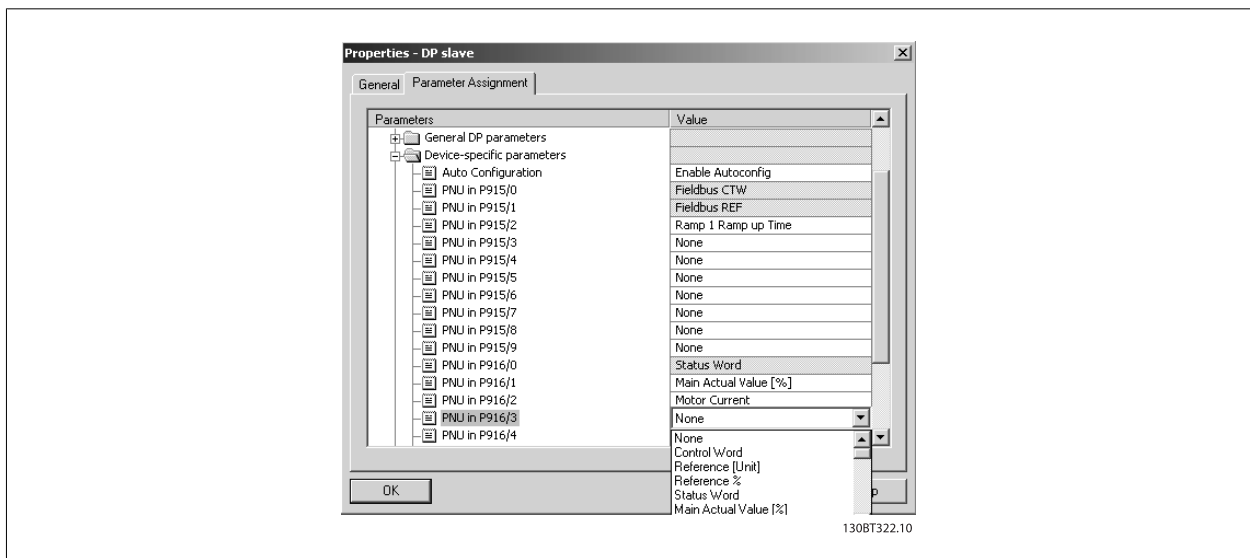 Properties - DP slave
General Parameter Assignment
Parameters Value
General DP parameters
Device-specific parameters
Auto Configuration Enable Autoconfig
PNU in P915/0 Fieldbus CTW
PNU in P915/1 Fieldbus REF
PNU in P915/2 Ramp 1 Ramp up Time
PNU in P915/3 None
PNU in P915/4 None
PNU in P915/5 None
PNU in P915/6 None
PNU in P915/7 None
PNU in P915/8 None
PNU in P915/9 None
PNU in P916/0 Status Word
PNU in P916/1 Main Actual Value [%]
PNU in P916/2 Motor Current
PNU in P916/3 None
PNU in P916/4 None
Control Word
Reference [Unit]
Reference %
OK Status Word
Main Actual Value [%]
130BT322.10